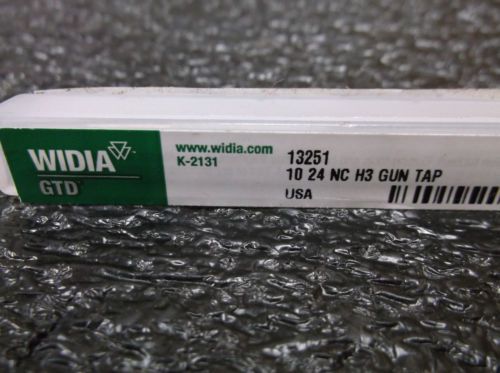 WIDIA
GTD
www.widia.com
K-2131
13251
10 24 NC H3 GUN TAP
USA